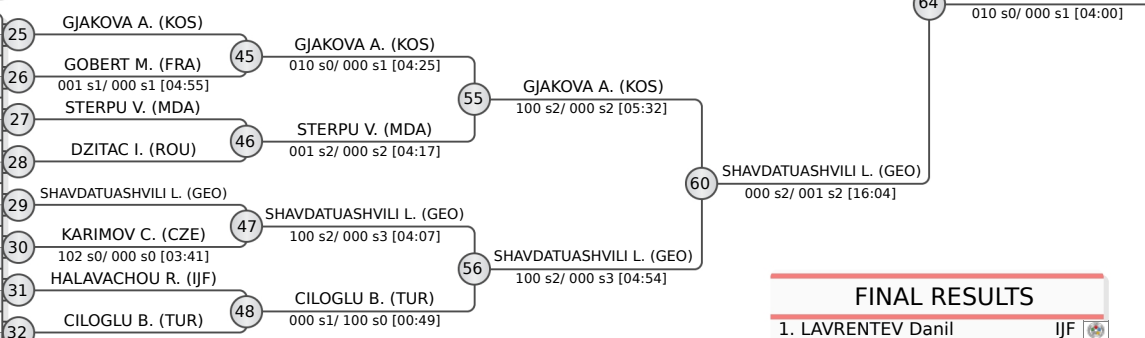 64
010 s0/ 000 s1 [04:00]
GJAKOVA A. (KOS)
25
GJAKOVA A. (KOS)
45
010 s0/ 000 s1 [04:25]
GOBERT M. (FRA)
26
001 s1/ 000 s1 [04:55]
GJAKOVA A. (KOS)
55
100 s2/ 000 s2 [05:32]
STERPU V. (MDA)
27
STERPU V. (MDA)
46
001 s2/ 000 s2 [04:17]
DZITAC I. (ROU)
28
SHAVDATUASHVILI L. (GEO)
60
000 s2/ 001 s2 [16:04]
SHAVDATUASHVILI L. (GEO)
29
SHAVDATUASHVILI L. (GEO)
47
100 s2/ 000 s3 [04:07]
KARIMOV C. (CZE)
30
102 s0/ 000 s0 [03:41]
SHAVDATUASHVILI L. (GEO)
56
100 s2/ 000 s3 [04:54]
HALAVACHOU R. (IJF)
31
CILOGLU B. (TUR)
48
000 s1/ 100 s0 [00:49]
CILOGLU B. (TUR)
32
FINAL RESULTS
1. LAVRENTEV Danil IJF